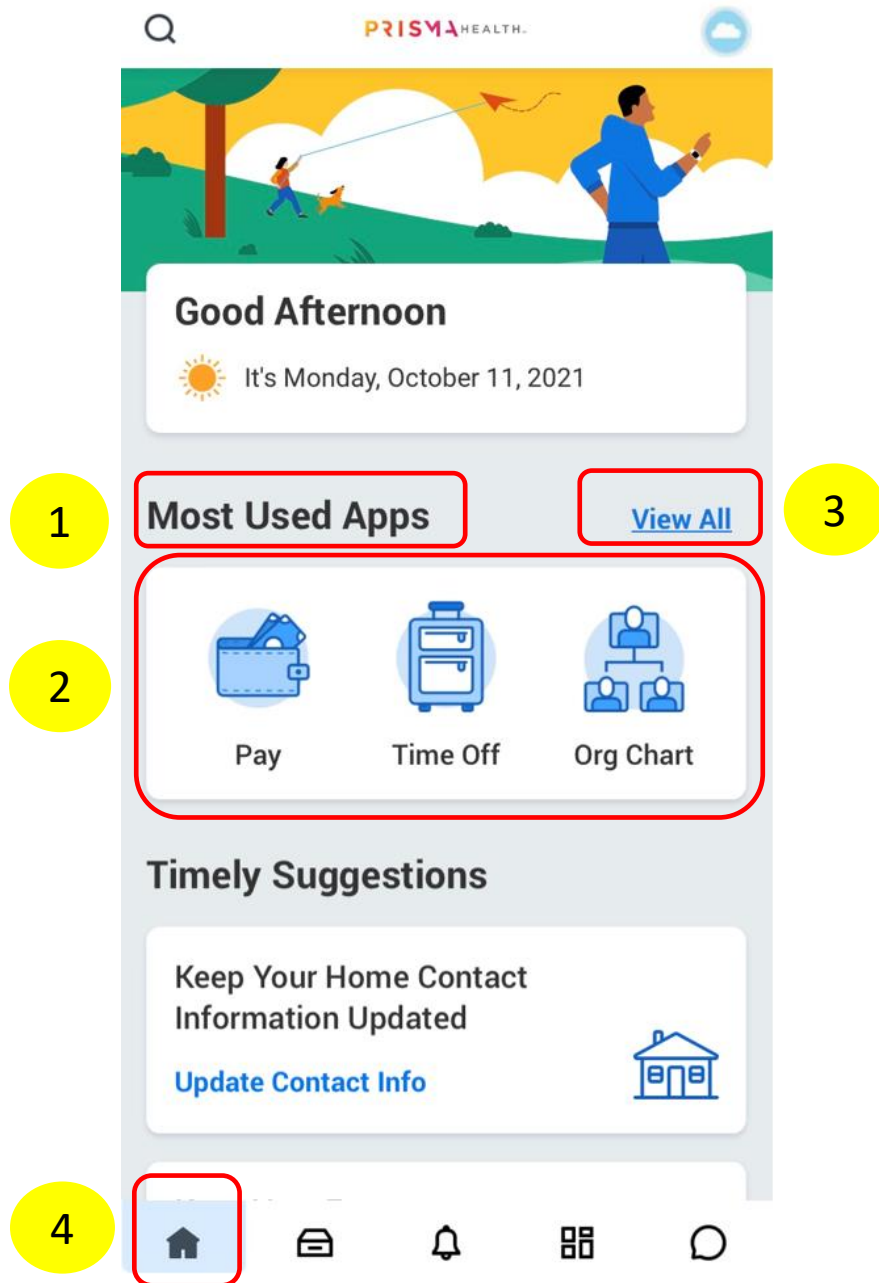 PRISMA HEALTH.
Good Afternoon
It's Monday, October 11, 2021
1
Most Used Apps
View All
3
2
Pay
Time Off
Org Chart
Timely Suggestions
Keep Your Home Contact
Information Updated
Update Contact Info
4